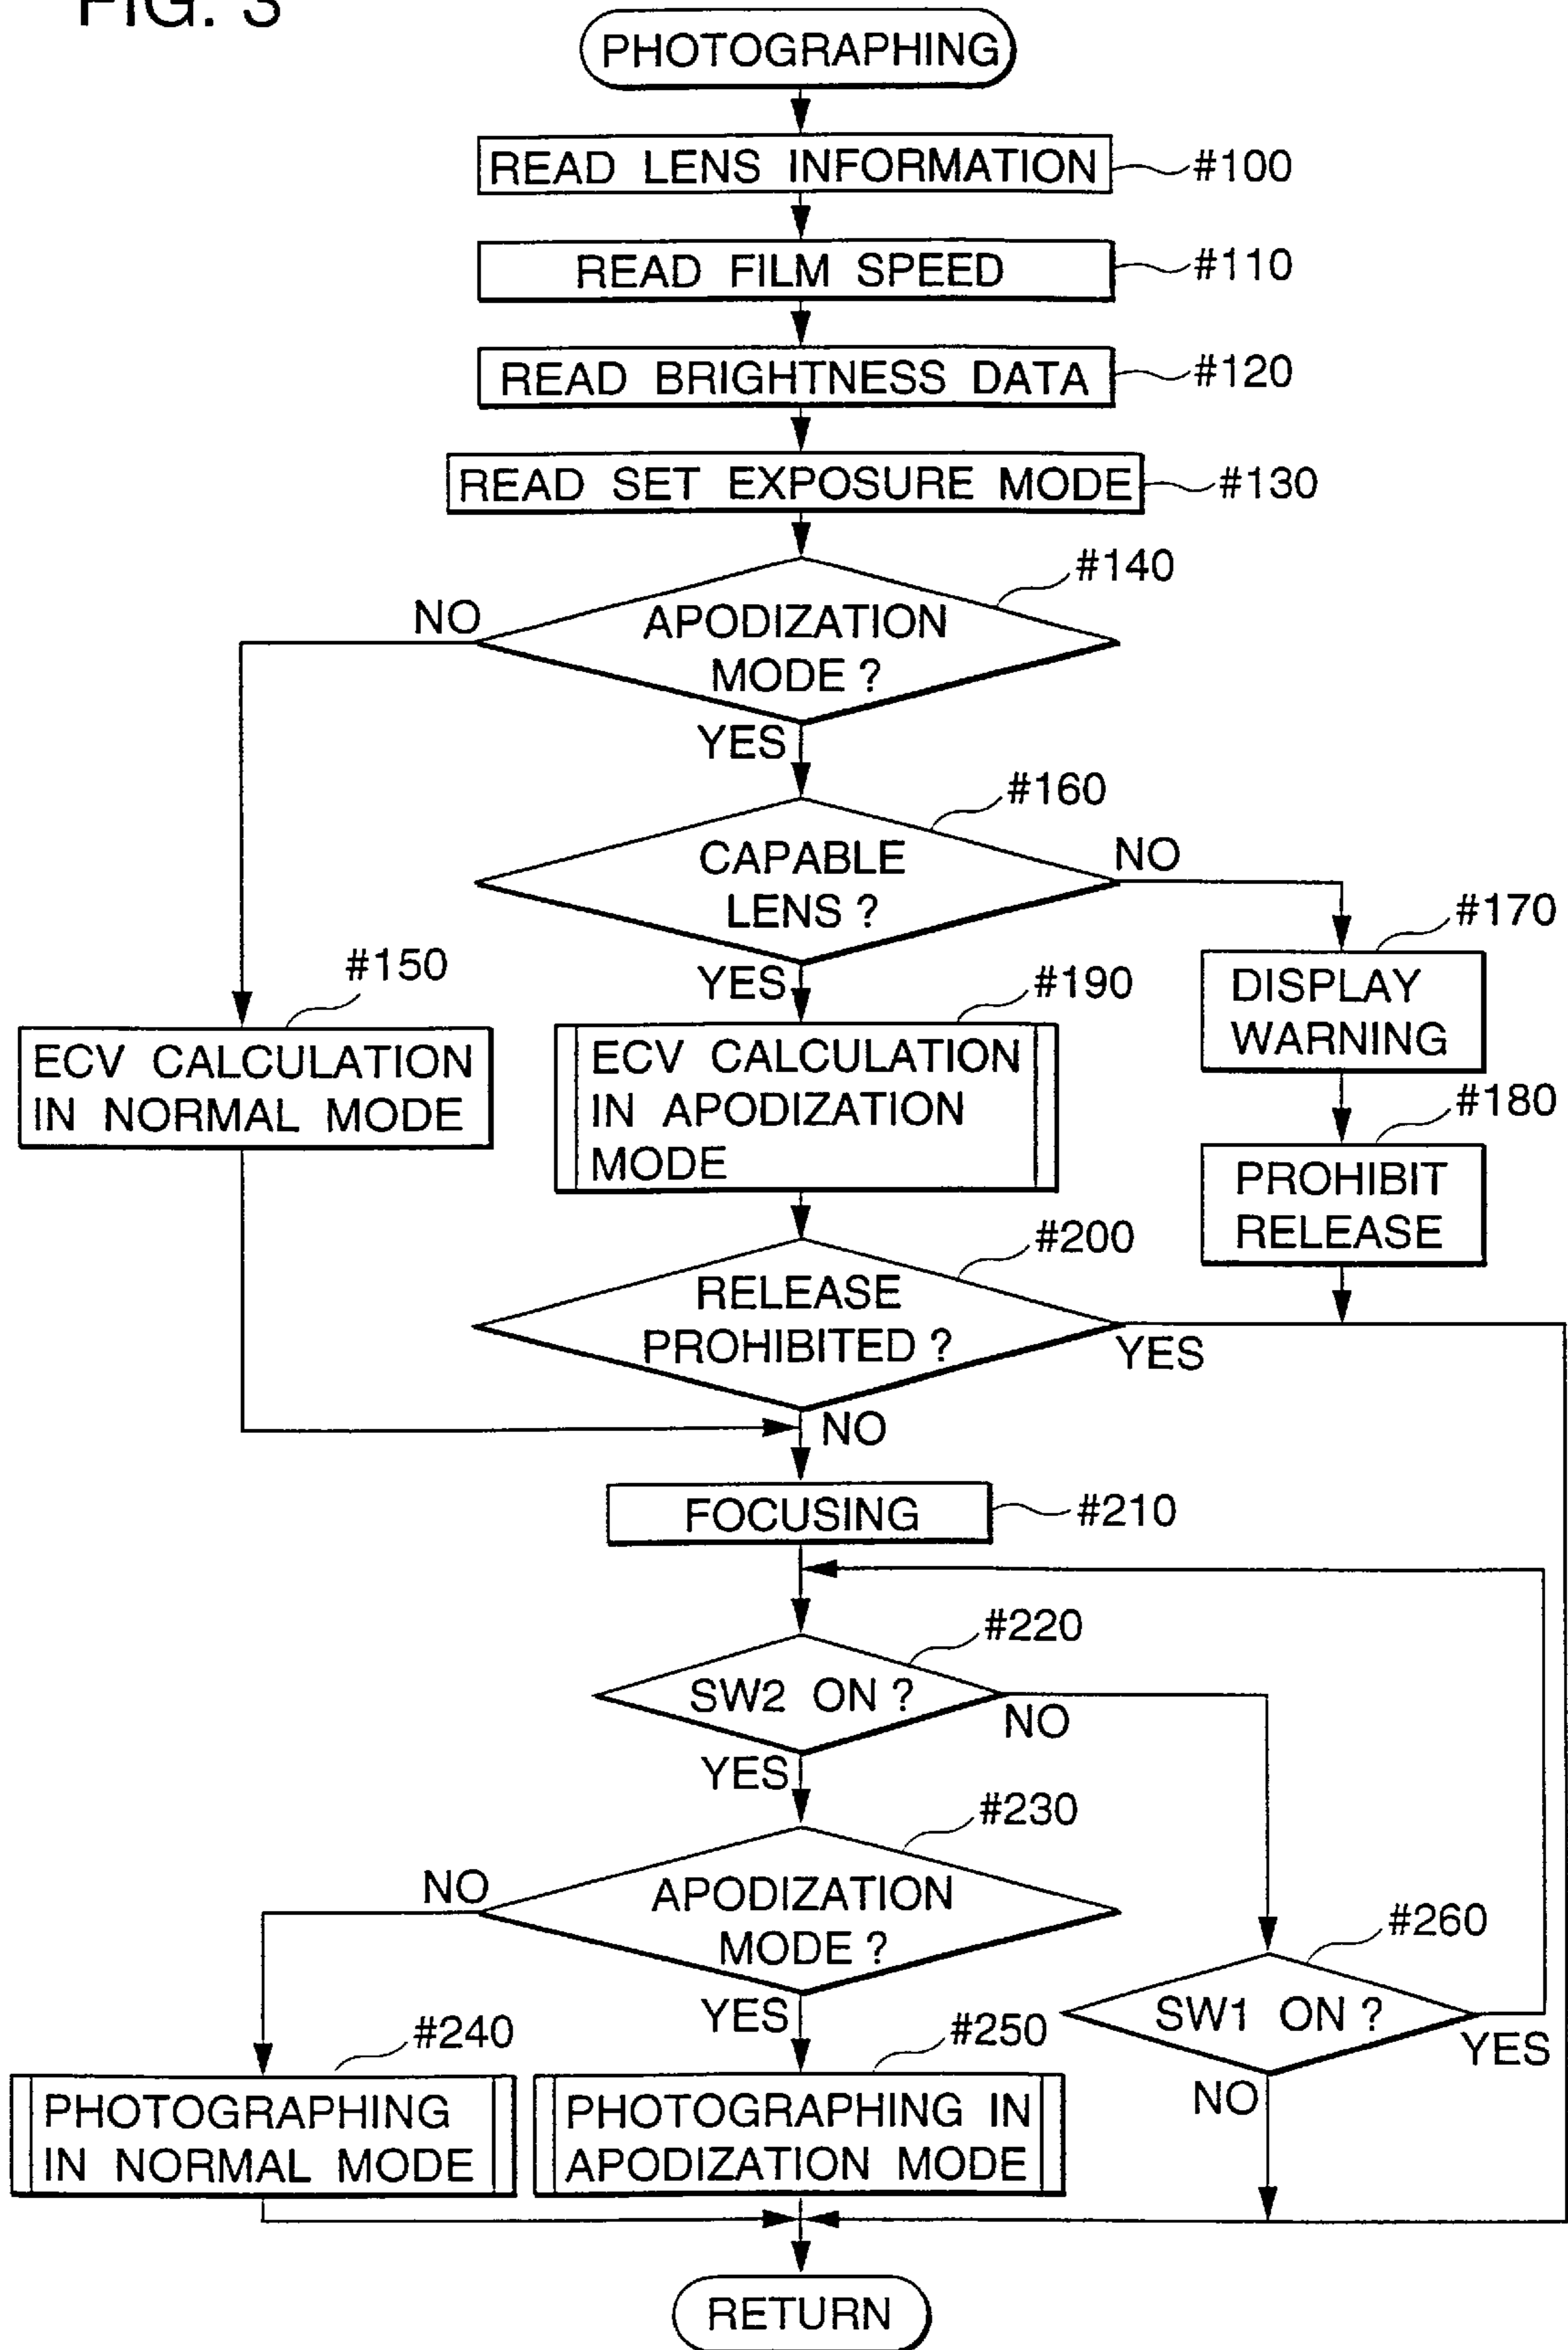 FIG. 3
PHOTOGRAPHING
READ LENS INFORMATION
#100
READ FILM SPEED
#110
READ BRIGHTNESS DATA
#120
READ SET EXPOSURE MODE
#130
#140
NO
APODIZATION
MODE ?
YES
#160
CAPABLE
LENS ?
NO
YES
#170
DISPLAY
WARNING
#150
ECV CALCULATION
IN NORMAL MODE
#190
ECV CALCULATION
IN APODIZATION
MODE
#180
PROHIBIT
RELEASE
#200
RELEASE
PROHIBITED ?
YES
NO
FOCUSING
#210
#220
SW2 ON ?
NO
YES
#230
NO
APODIZATION
MODE ?
YES
#260
SW1 ON ?
YES
NO
#240
PHOTOGRAPHING
IN NORMAL MODE
#250
PHOTOGRAPHING IN
APODIZATION MODE
RETURN